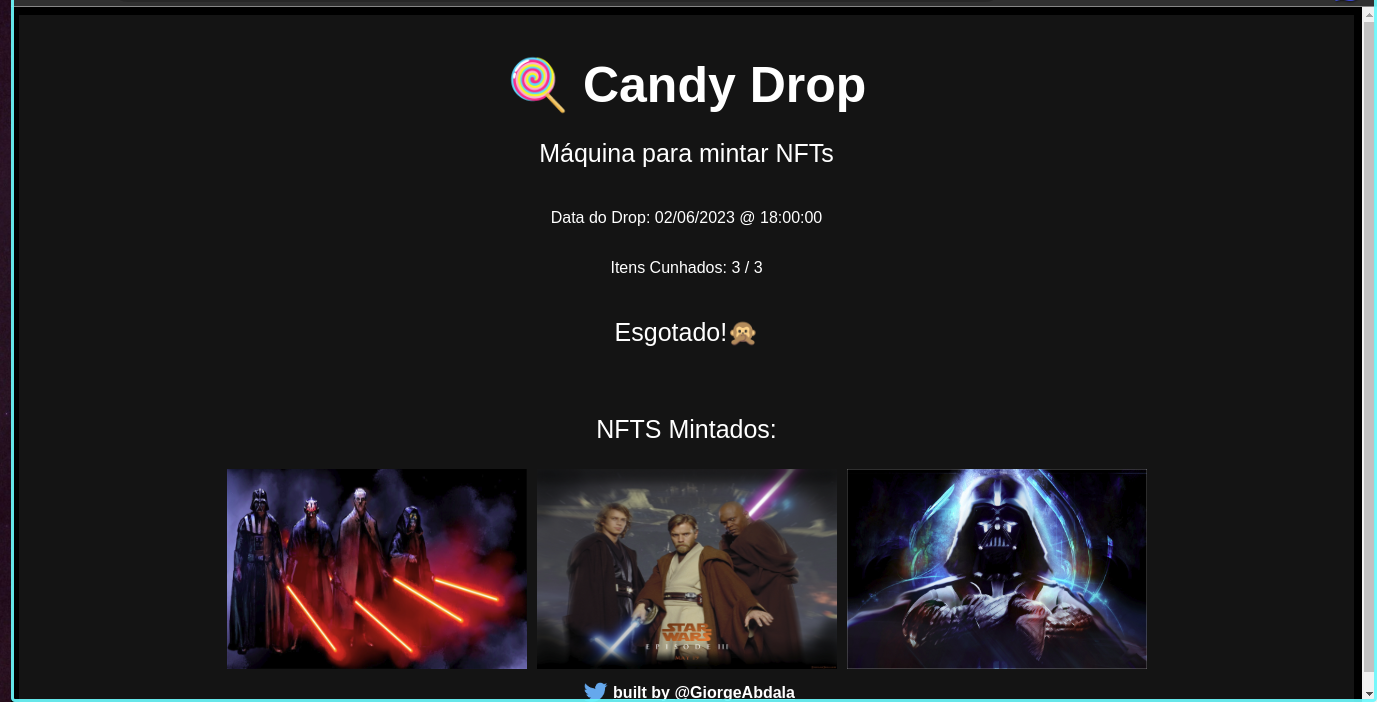 Candy Drop
Máquina para mintar NFTs
Data do Drop: 02/06/2023 @ 18:00:00
Itens Cunhados: 3 / 3
Esgotado!
NFTS Mintados:
STAR
WARS
EPISODE III
built by @GiorgeAbdala